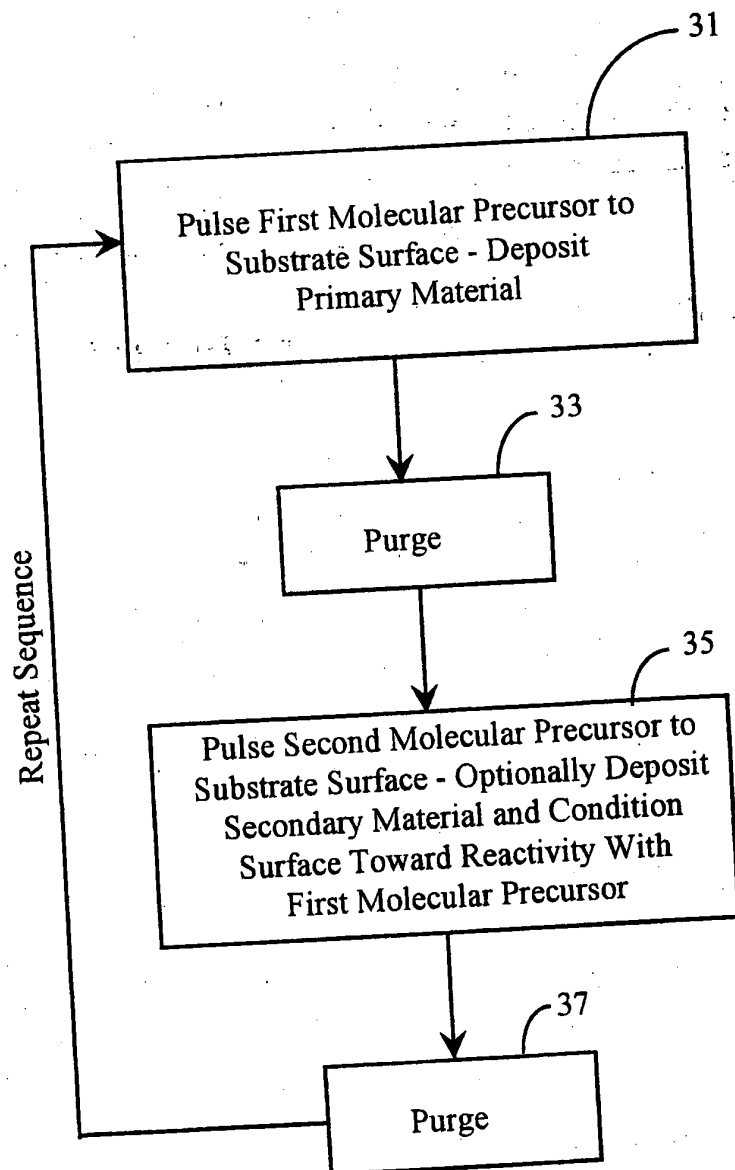 31
Pulse First Molecular Precursor to
Substrate Surface - Deposit
Primary Material
33
Purge
Repeat Sequence
35
Pulse Second Molecular Precursor to
Substrate Surface - Optionally Deposit
Secondary Material and Condition
Surface Toward Reactivity With
First Molecular Precursor
37
Purge